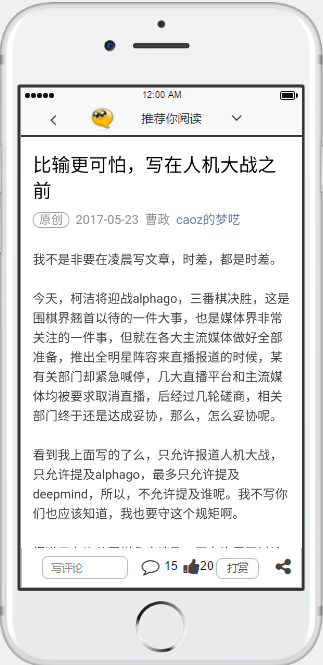 12:00 AM
推荐你阅读
比输更可怕，写在人机大战之
前
原创 2017-05-23 曹政 caoz的梦呓
我不是非要在凌晨写文章，时差，都是时差。
今天，柯洁将迎战alphago，三番棋决胜，这是
围棋界翘首以待的一件大事，也是媒体界非常
关注的一件事，但就在各大主流媒体做好全部
准备，推出全明星阵容来直播报道的时候，某
有关部门却紧急喊停，几大直播平台和主流媒
体均被要求取消直播，后经过几轮磋商，相关
部门终于还是达成妥协，那么，怎么妥协呢。
看到我上面写的了么，只允许报道人机大战，
只允许提及alphago，最多只允许提及
deepmind，所以，不允许提及谁呢。我不写你
们也应该知道，我也要守这个规矩啊。
写评论 15 20 打赏